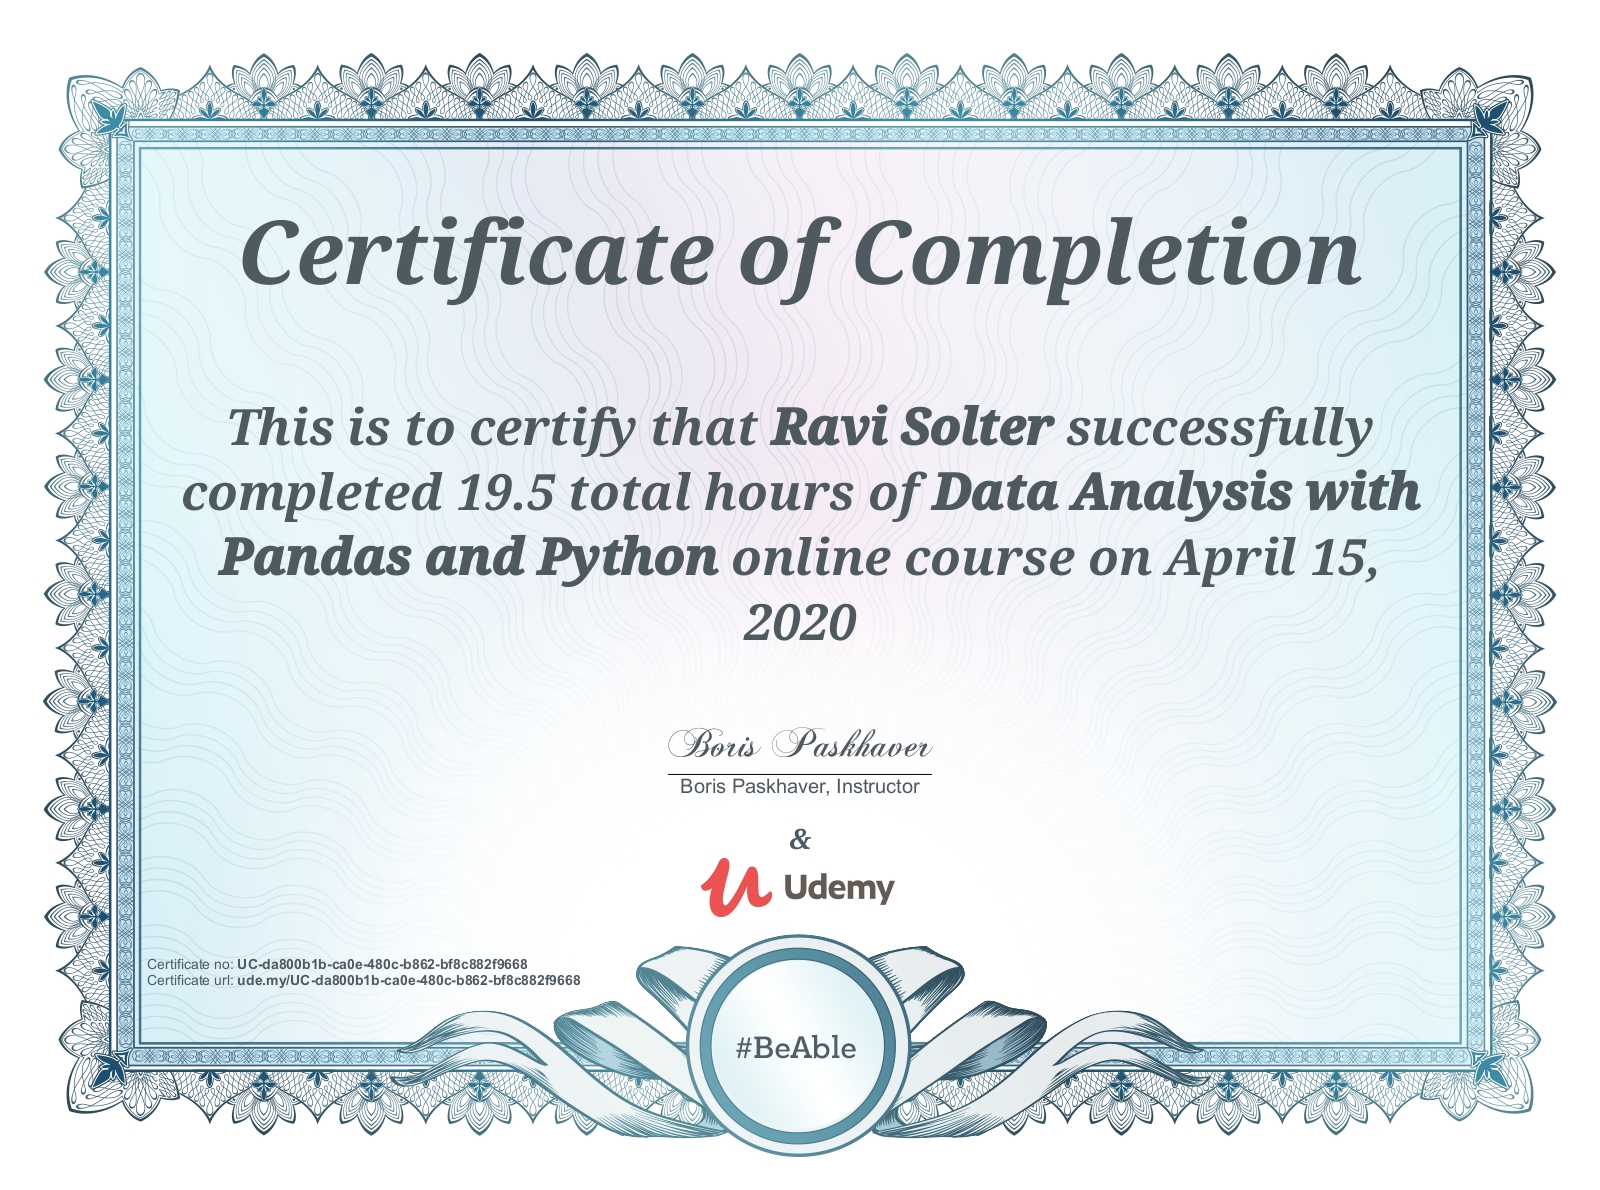 Certificate of Completion
This is to certify that Ravi Solter successfully
completed 19.5 total hours of Data Analysis with
Pandas and Python online course on April 15,
2020
Boris Paskhaver
Boris Paskhaver, Instructor
&
Udemy
Certificate no: UC-da800b1b-ca0e-480c-b862-bf8c882f9668
Certificate url: ude.my/UC-da800b1b-ca0e-480c-b862-bf8c882f9668
#BeAble